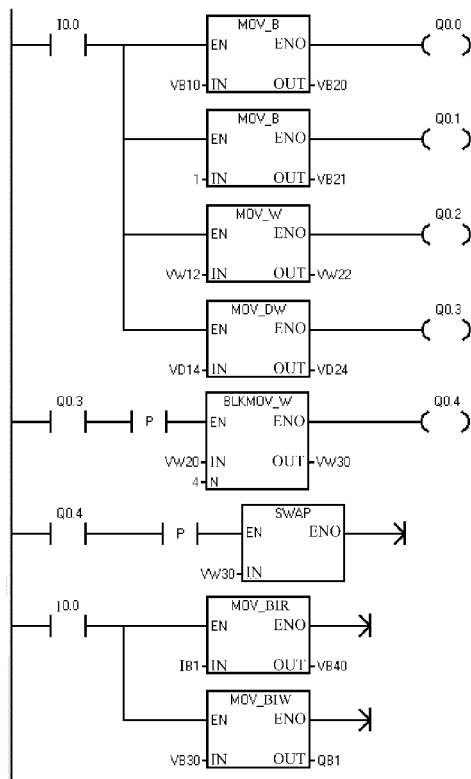 I0.0
MOV_B
Q0.0
EN ENO
VB10 IN OUT VB20
MOV_B
Q0.1
EN ENO
1 IN OUT VB21
MOV_W
Q0.2
EN ENO
VW12 IN OUT VW22
MOV_DW
Q0.3
EN ENO
VD14 IN OUT VD24
Q0.3
BLKMOV_W
Q0.4
P
EN ENO
VW20 IN OUT VW30
4 N
Q0.4
SWAP
P
EN ENO
VW30 IN
I0.0
MOV_BIR
EN ENO
IB1 IN OUT VB40
MOV_BIW
EN ENO
VB30 IN OUT QB1